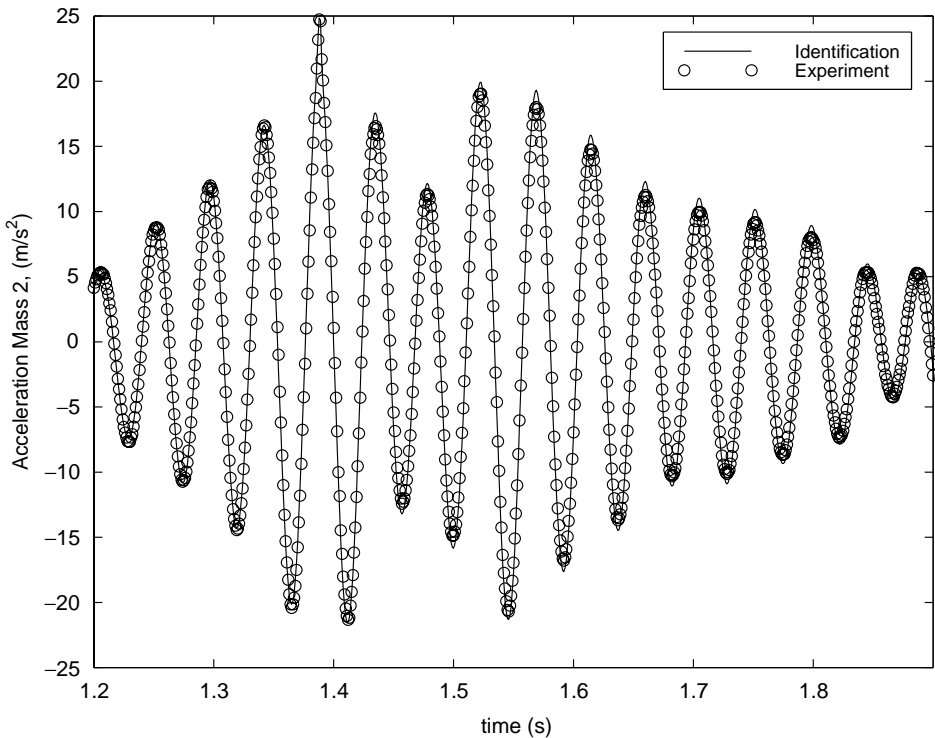 25
20
15
10
5
0
−5
−10
−15
−20
−25
Acceleration Mass 2, (m/s²)
Identification
Experiment
1.2 1.3 1.4 1.5 1.6 1.7 1.8
time (s)